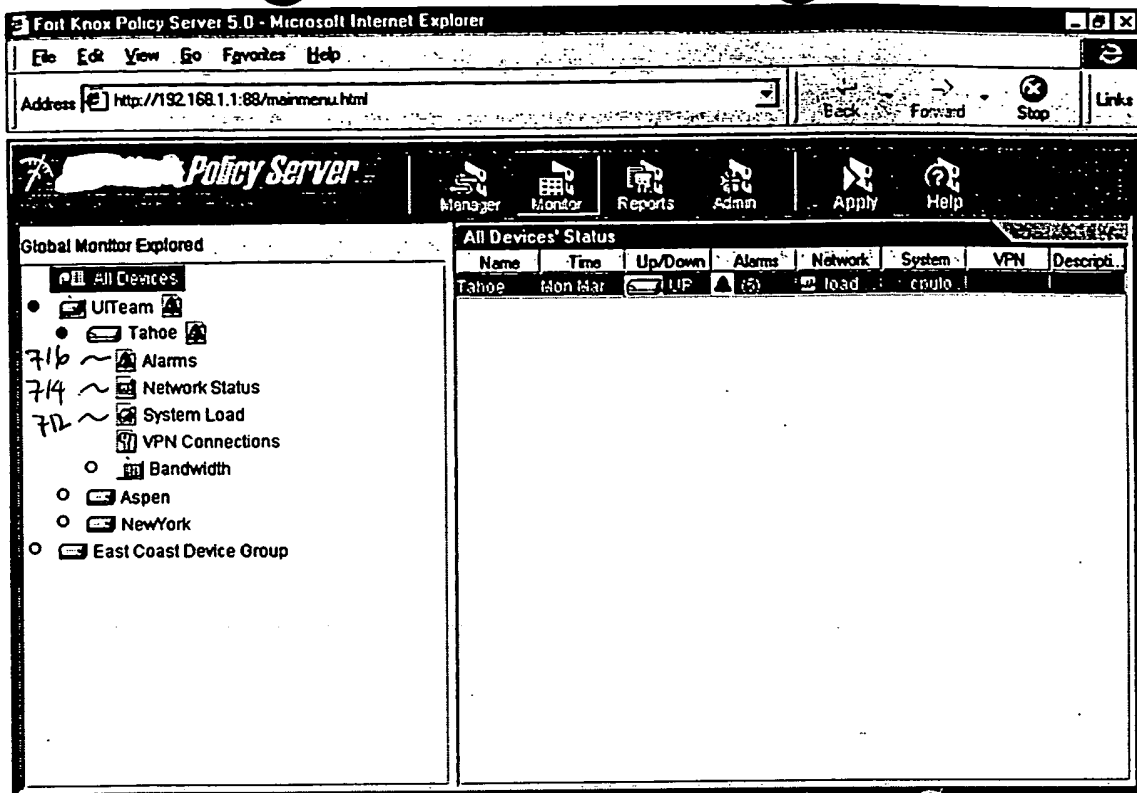 Fort Knox Policy Server 5.0 - Microsoft Internet Explorer
File Edit View Go Favorites Help
Address http://192.168.1.1:88/mainmenu.html Back Forward Stop Links
Policy Server Manager Monitor Reports Admin Apply Help
Global Monitor Explored
All Devices' Status
Name Time Up/Down Alarms Network System VPN Descripti..
Tahoe Mon Mar UP (6) load cpulo
All Devices
UITeam
Tahoe
716 ~ Alarms
714 ~ Network Status
712 ~ System Load
VPN Connections
Bandwidth
Aspen
NewYork
East Coast Device Group